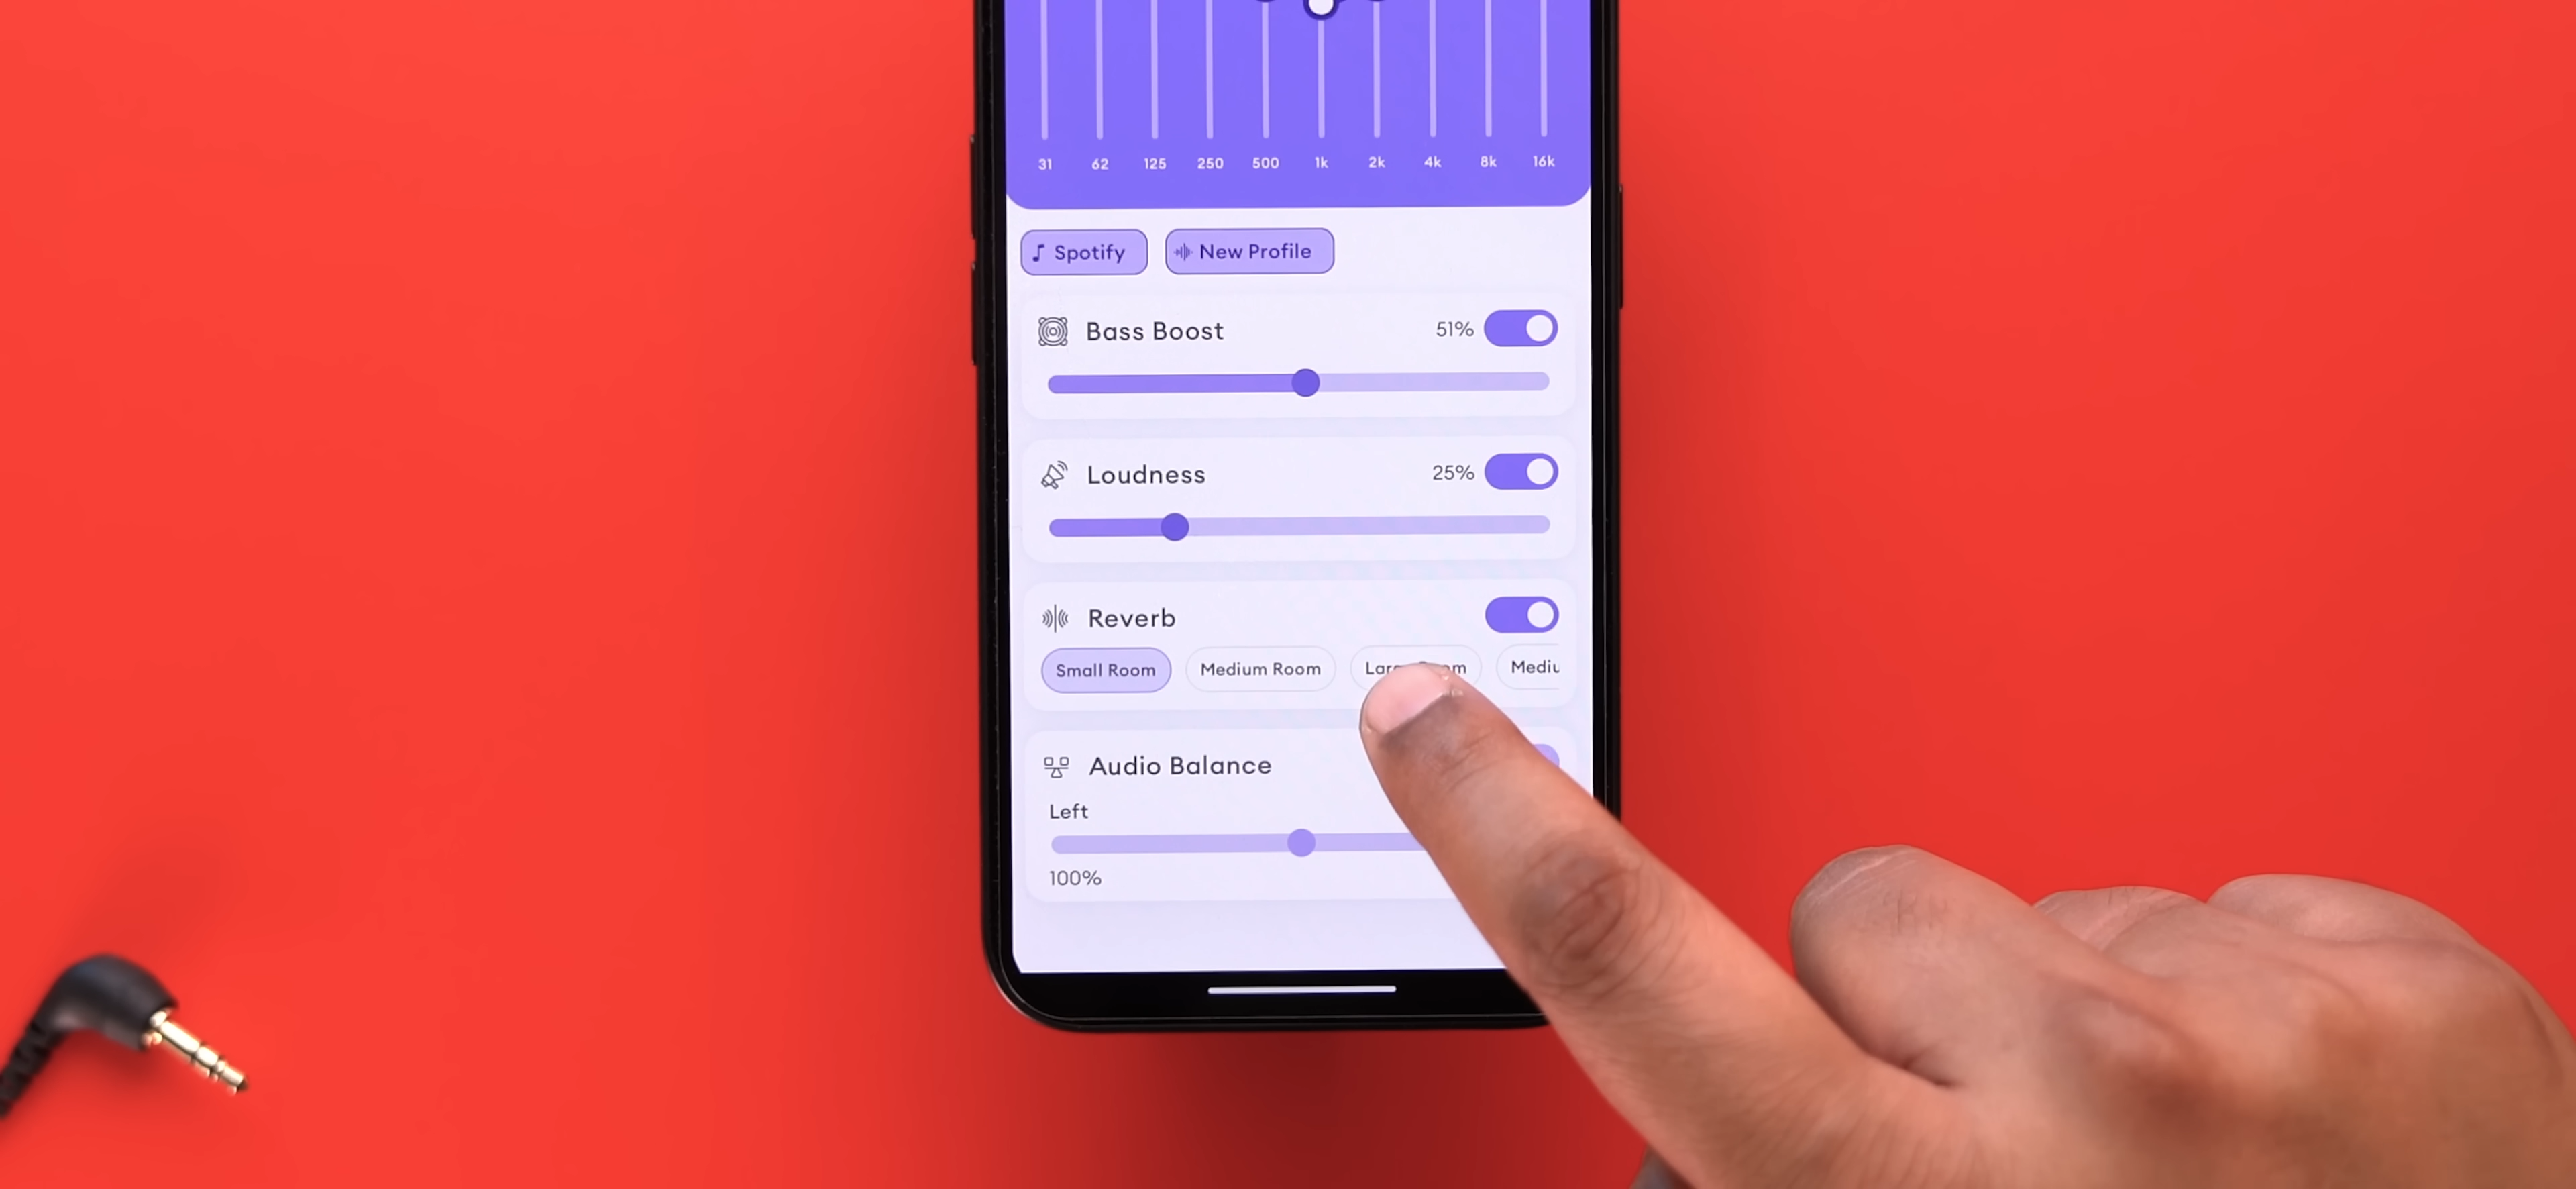 31 62 125 250 500 1k 2k 4k 8k 16k
Spotify New Profile
Bass Boost 51%
Loudness 25%
Reverb
Small Room Medium Room
Audio Balance
Left
100%